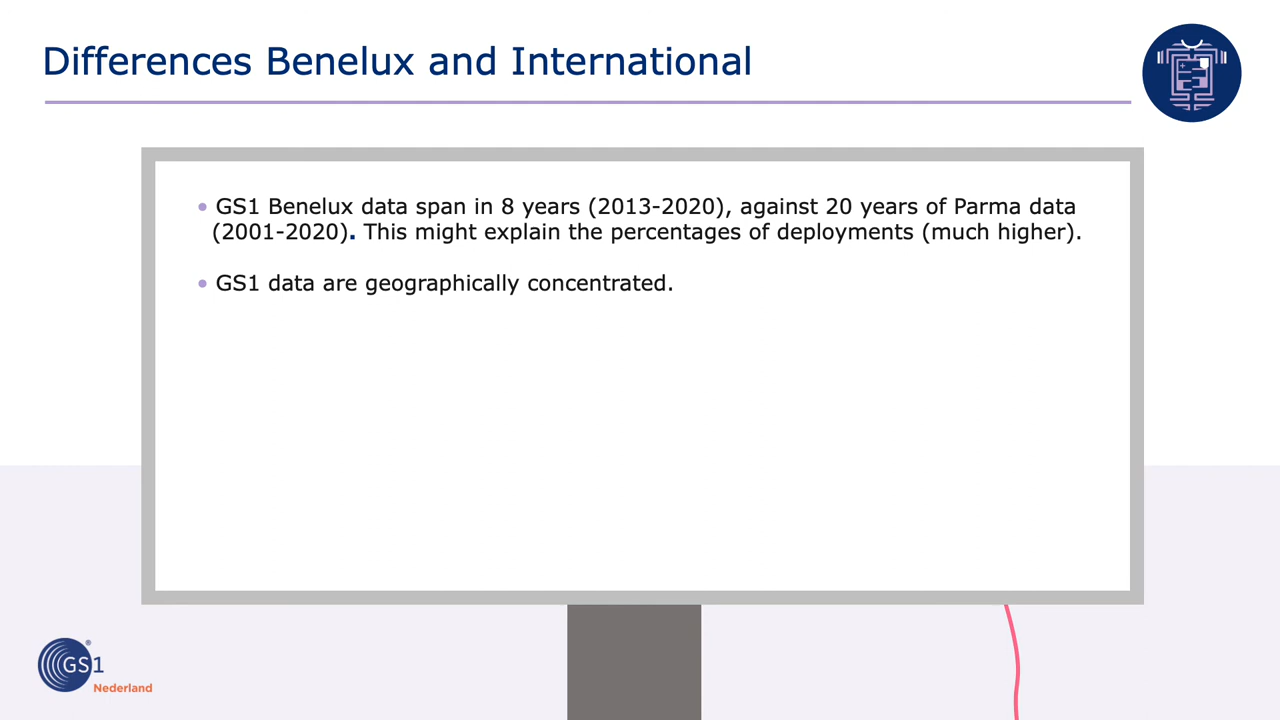 Differences Benelux and International
• GS1 Benelux data span in 8 years (2013-2020), against 20 years of Parma data
(2001-2020). This might explain the percentages of deployments (much higher).
• GS1 data are geographically concentrated.
GS1 ®
Nederland